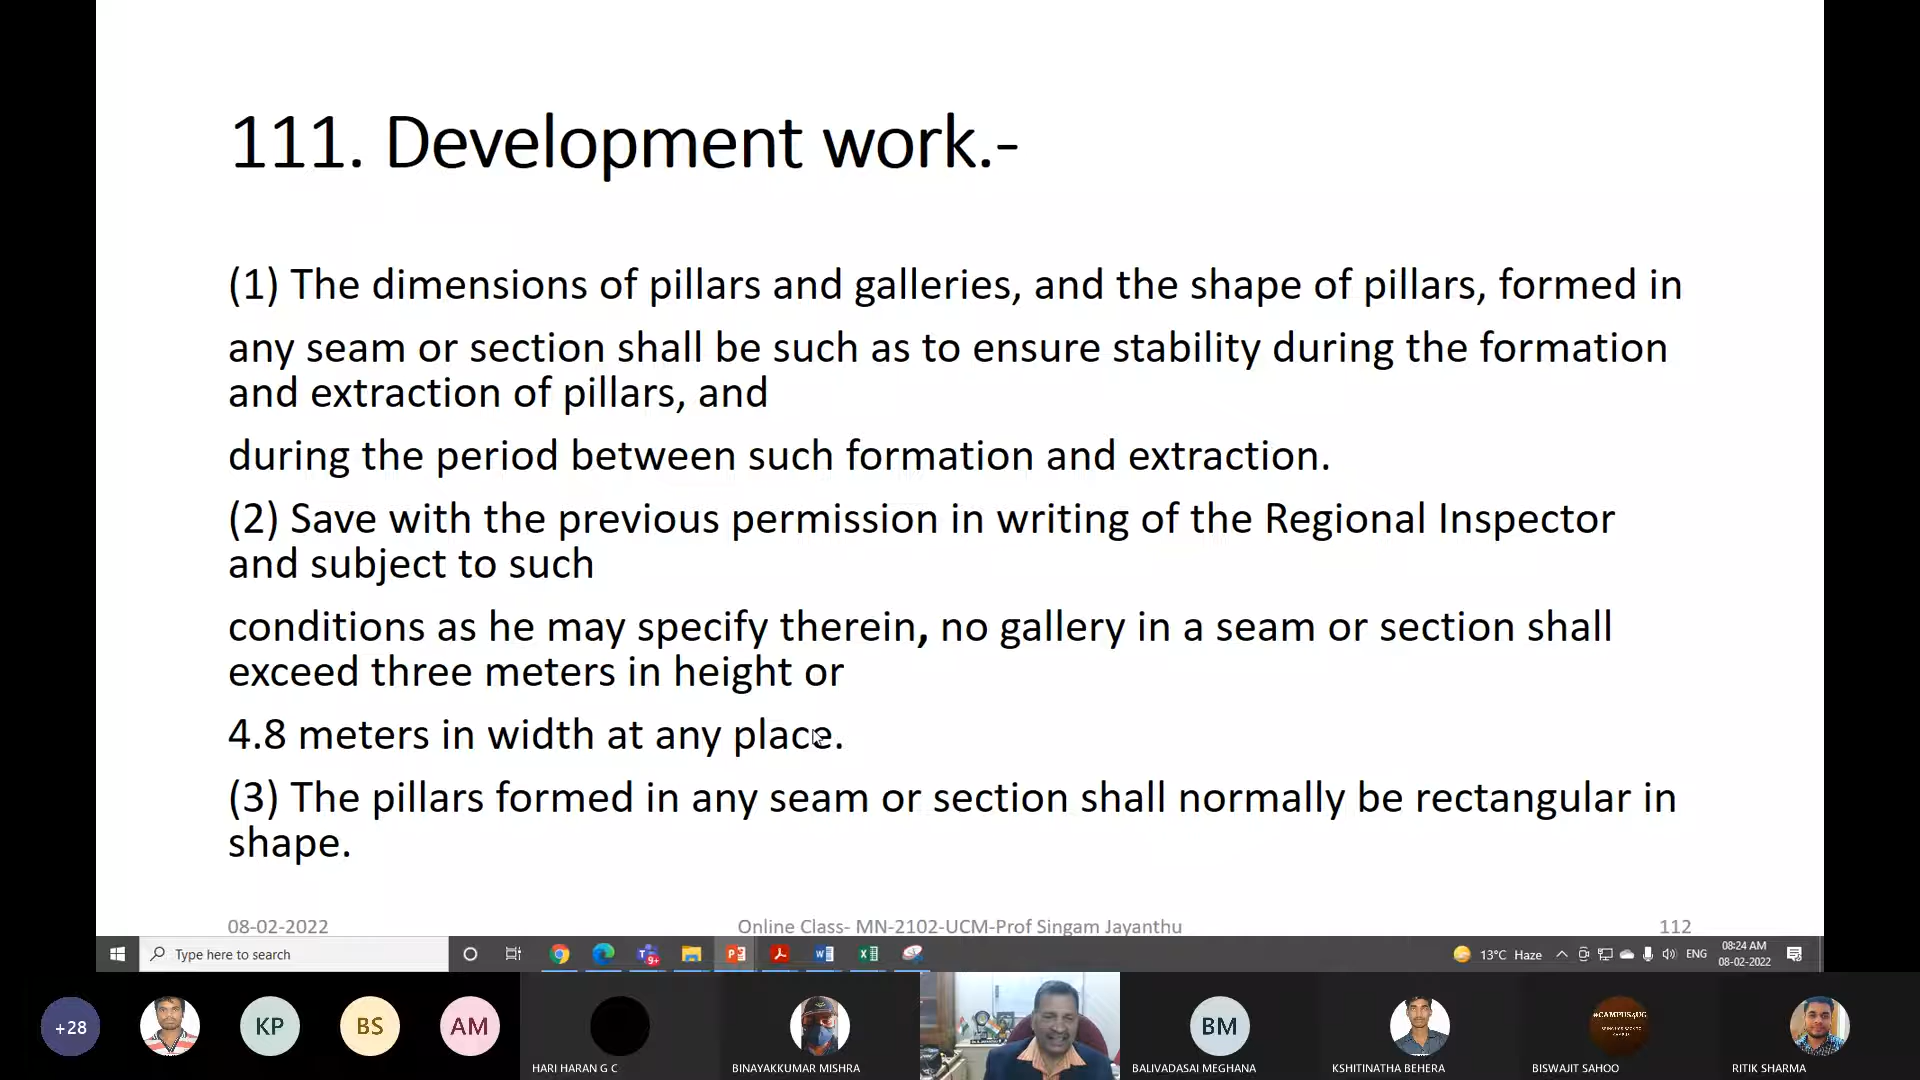 111. Development work.-
(1) The dimensions of pillars and galleries, and the shape of pillars, formed in
any seam or section shall be such as to ensure stability during the formation
and extraction of pillars, and
during the period between such formation and extraction.
(2) Save with the previous permission in writing of the Regional Inspector
and subject to such
conditions as he may specify therein, no gallery in a seam or section shall
exceed three meters in height or
4.8 meters in width at any place.
(3) The pillars formed in any seam or section shall normally be rectangular in
shape.
08-02-2022 Online Class- MN-2102-UCM-Prof Singam Jayanthu 112
Type here to search 13°C Haze ENG 08:24 AM
08-02-2022
+28 KP BS AM BM #CAMPUS4UG
HARI HARAN G C BINAYAKKUMAR MISHRA BALIVADASAI MEGHANA KSHITINATHA BEHERA BISWAJIT SAHOO RITIK SHARMA